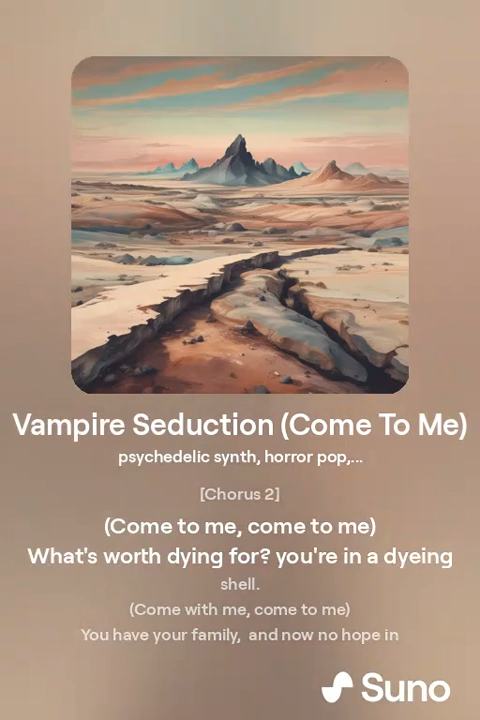 Vampire Seduction (Come To Me)
psychedelic synth, horror pop,...
[Chorus 2]
(Come to me, come to me)
What's worth dying for? you're in a dyeing
shell.
(Come with me, come to me)
You have your family,  and now no hope in
Suno